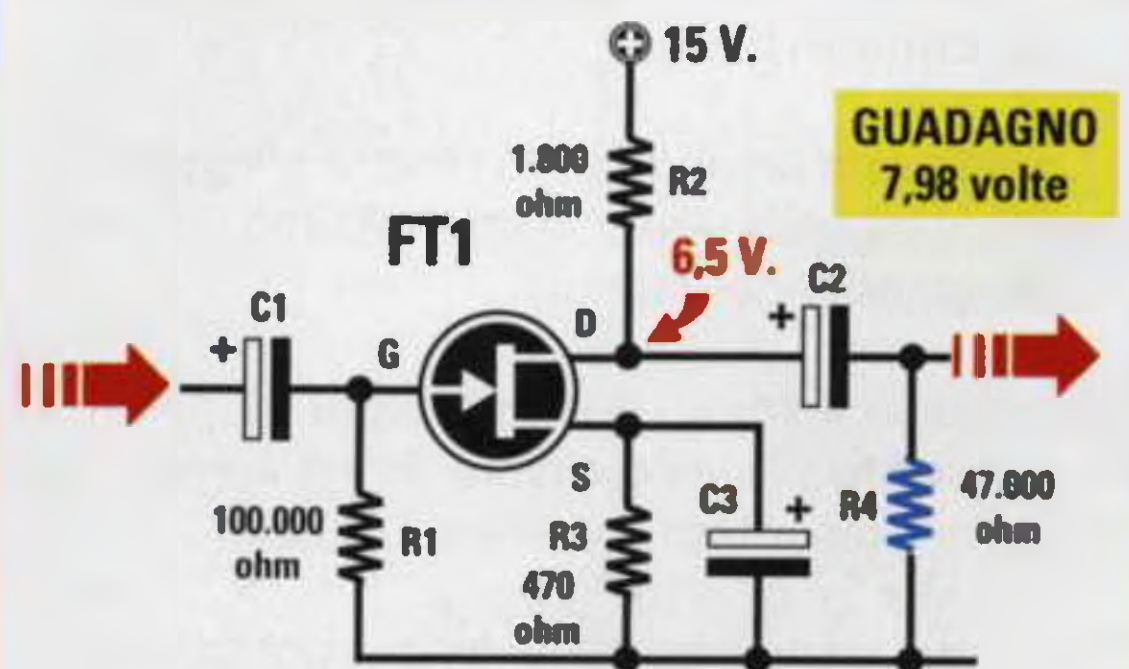 15 V.
GUADAGNO
7,98 volte
1.800
ohm
R2
FT1
6,5 V.
C1
C2
+
+
D
G
S
100.000
ohm
R1
R3
470
ohm
C3
+
R4
47.000
ohm